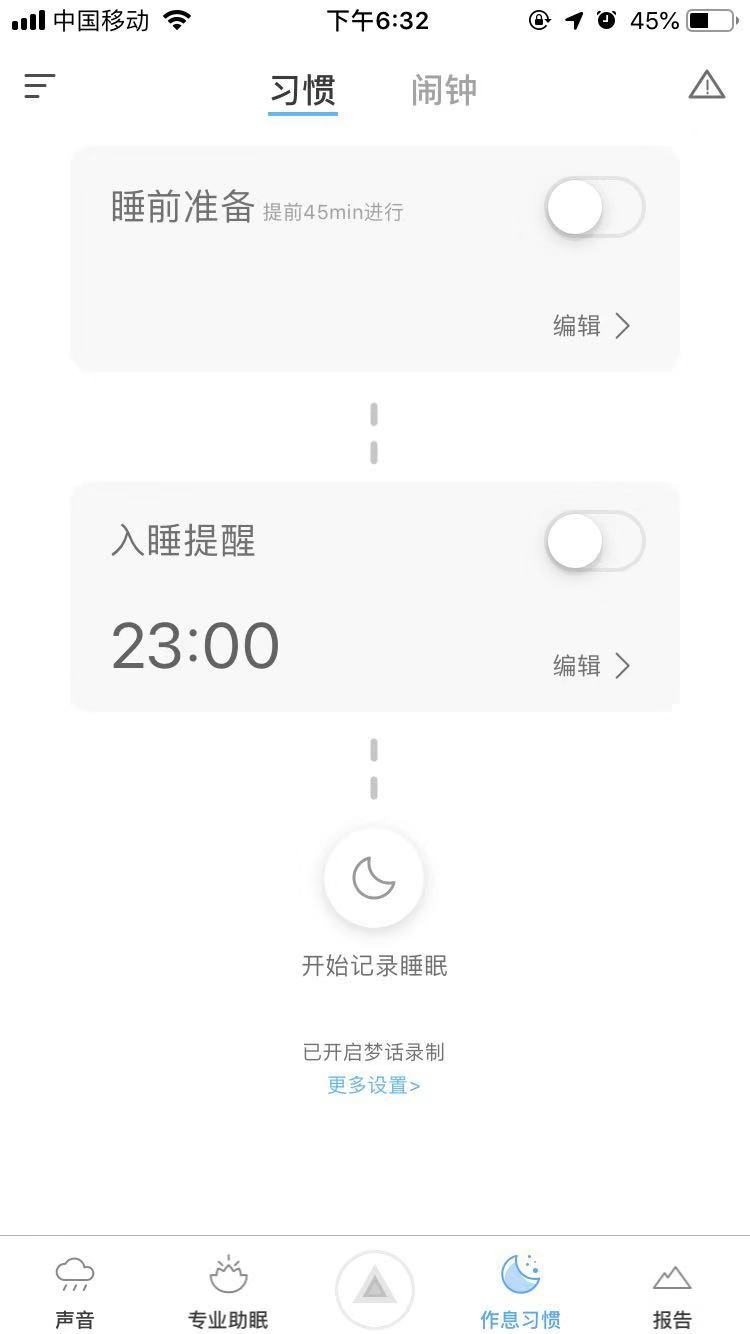 中国移动 下午6:32 45%
习惯 闹钟
睡前准备 提前45min进行
编辑
入睡提醒
23:00
编辑
开始记录睡眠
已开启梦话录制
更多设置>
声音 专业助眠 作息习惯 报告